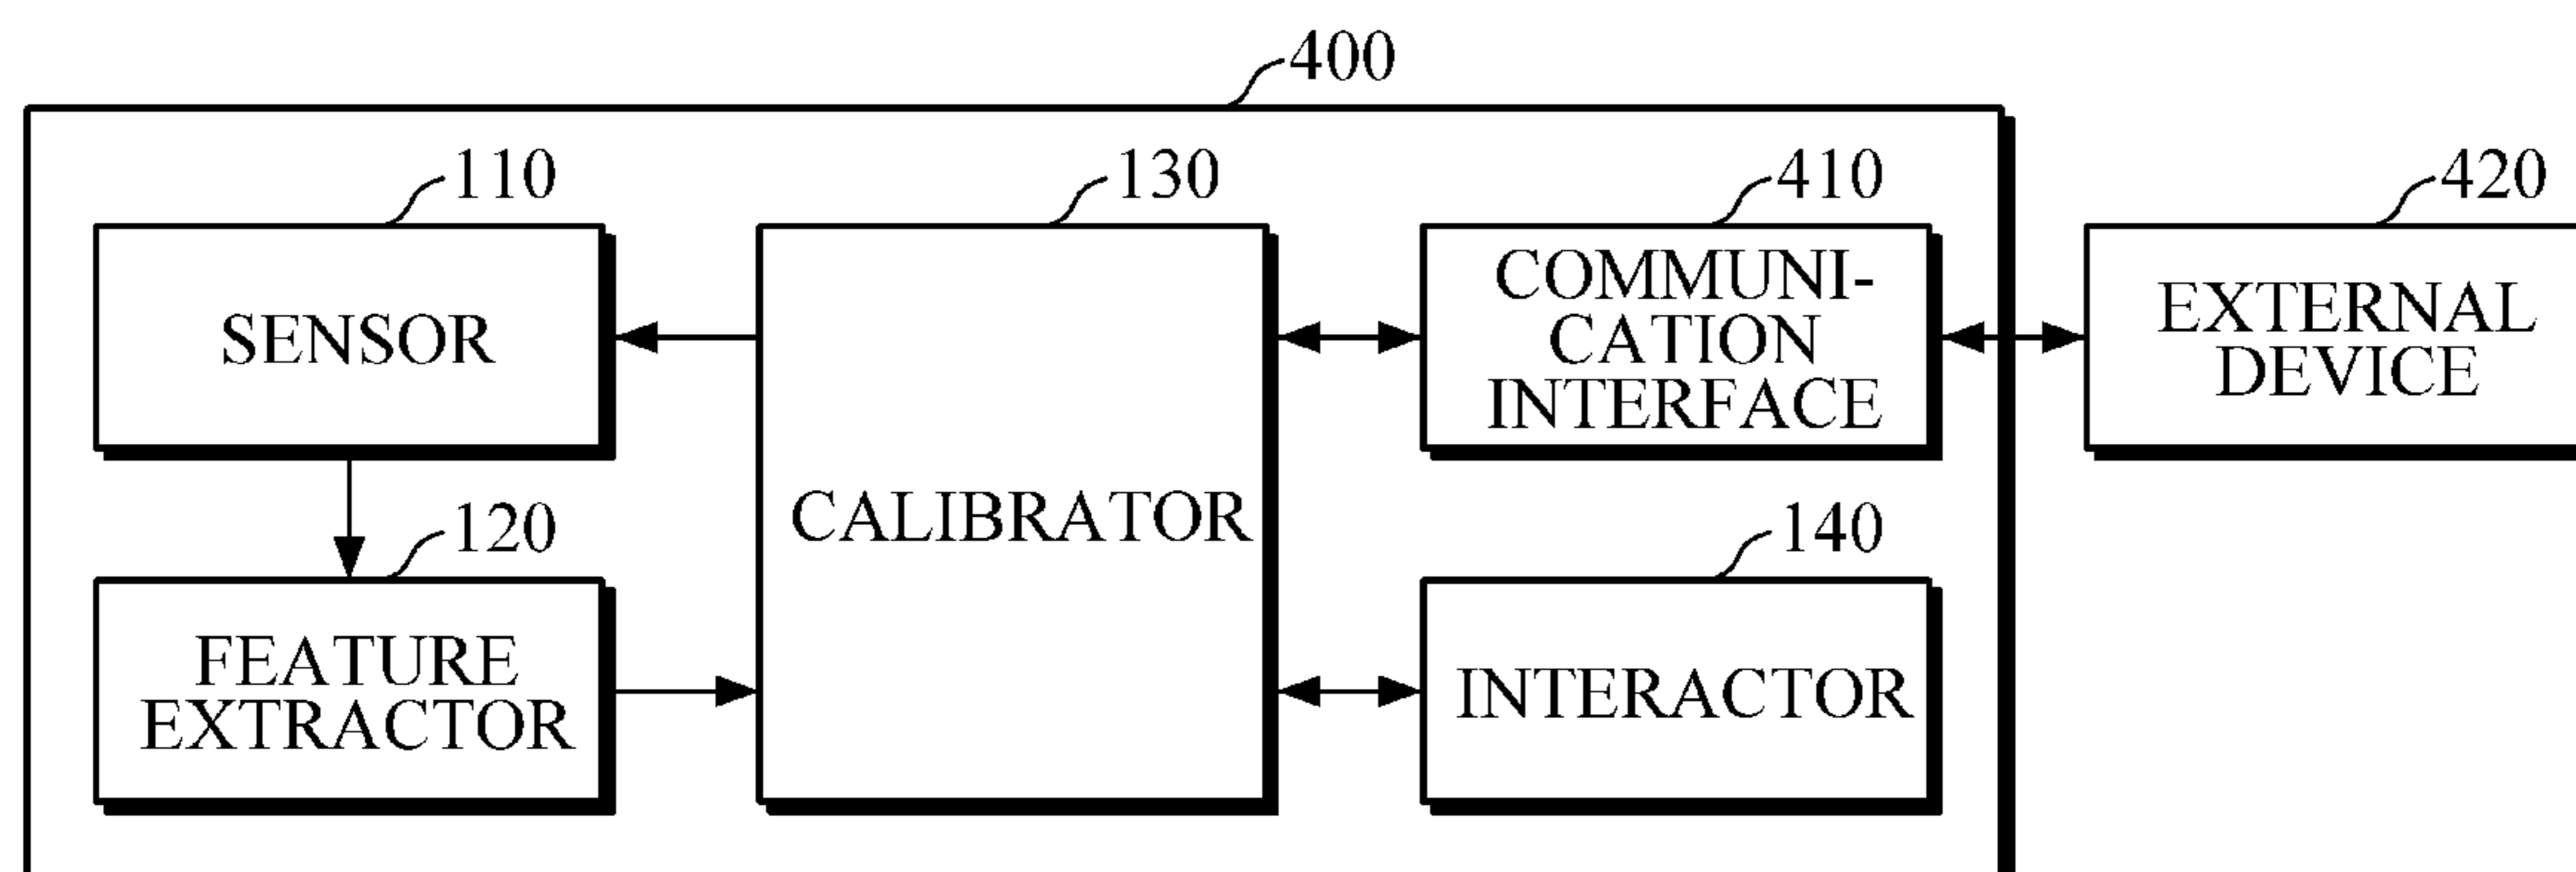 400
110
130
410
420
SENSOR
COMMUNI-
CATION
INTERFACE
EXTERNAL
DEVICE
CALIBRATOR
120
140
FEATURE
EXTRACTOR
INTERACTOR